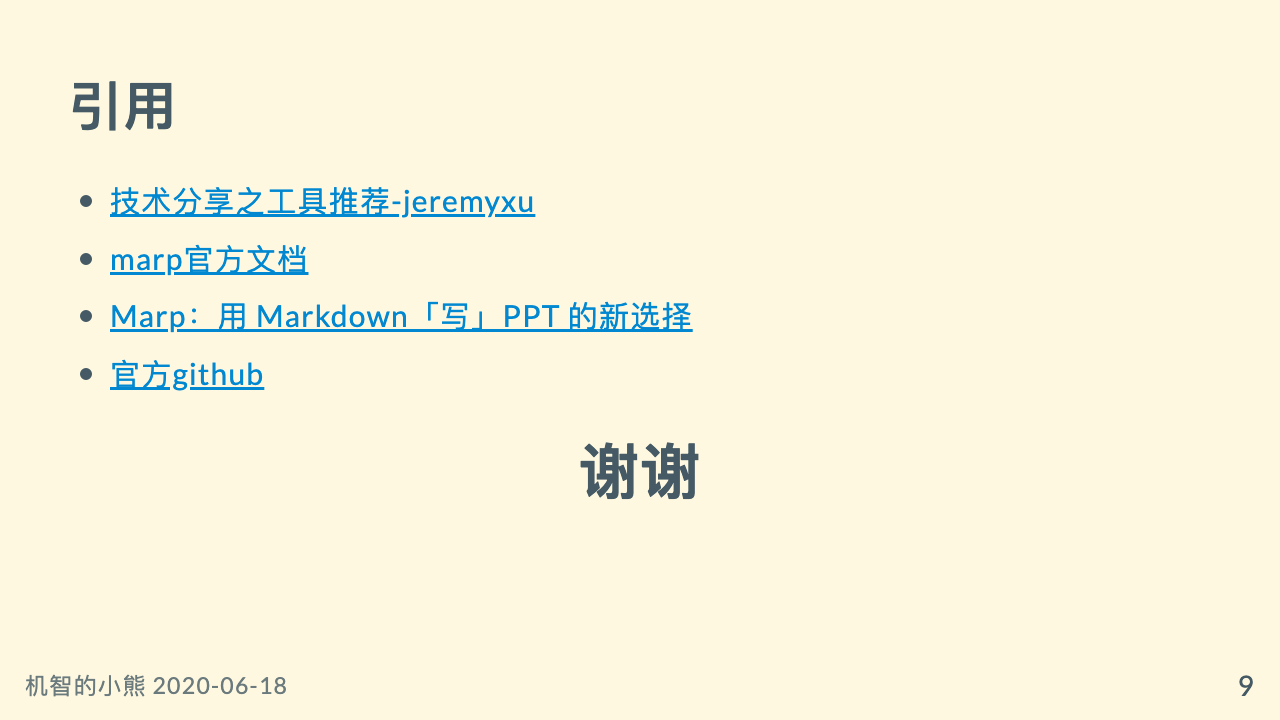 引用
技术分享之工具推荐-jeremyxu
marp官方文档
Marp：用 Markdown「写」PPT 的新选择
官方github
谢谢
机智的小熊 2020-06-18
9